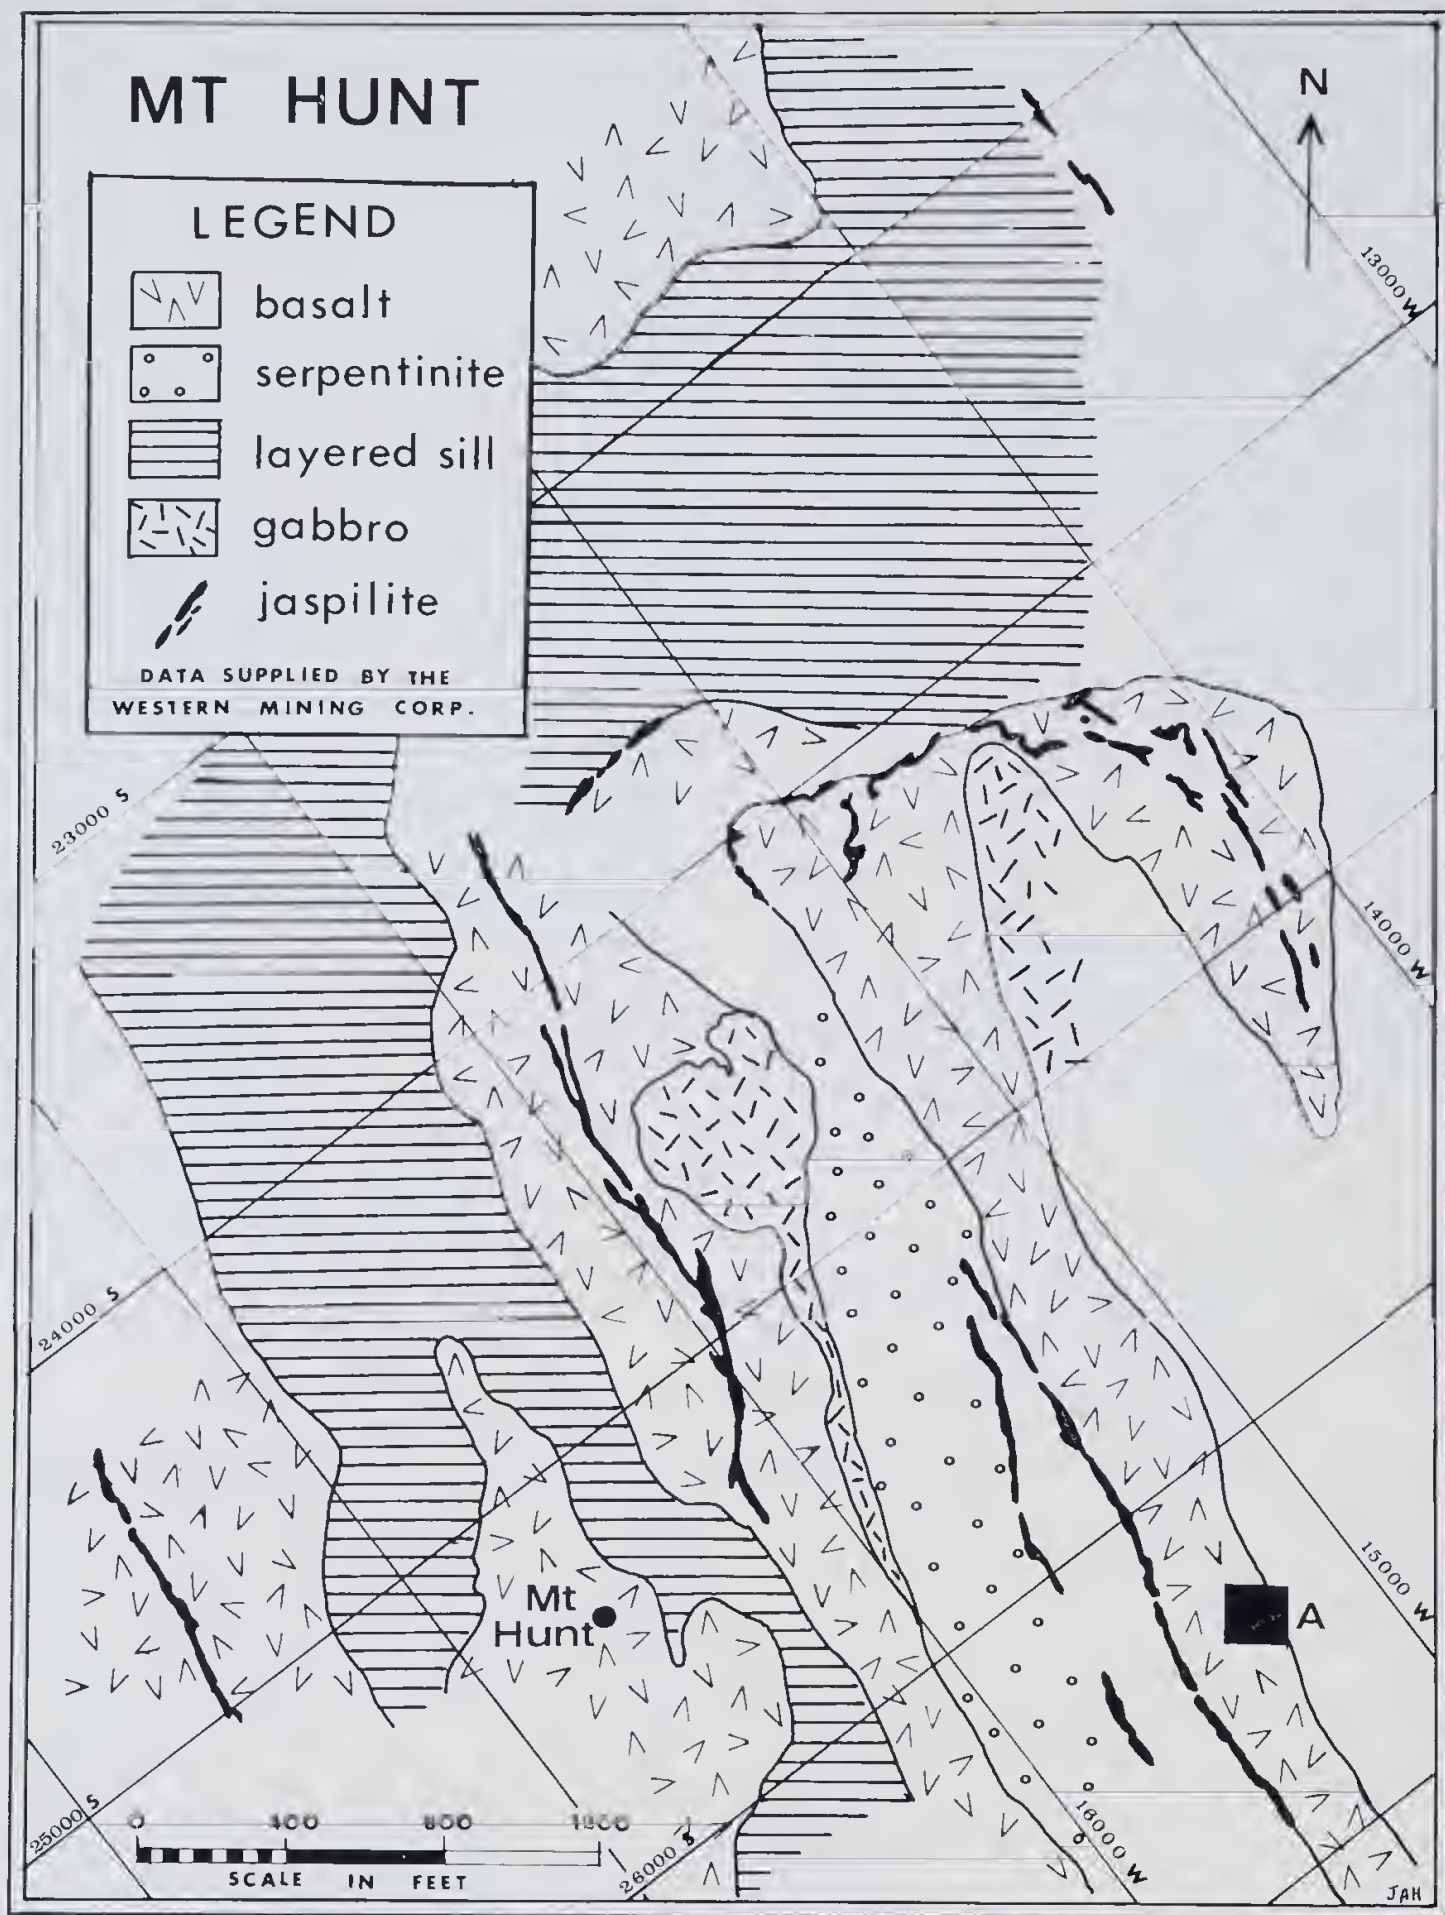 MT HUNT
N
LEGEND
basalt
serpentinite
layered sill
gabbro
jaspilite
DATA SUPPLIED BY THE
WESTERN MINING CORP.
13000 W
23000 S
14000 W
24000 S
15000 W
Mt
Hunt
A
25000 S
0 400 800 1200
SCALE IN FEET
26000 S
16000 W
JAH